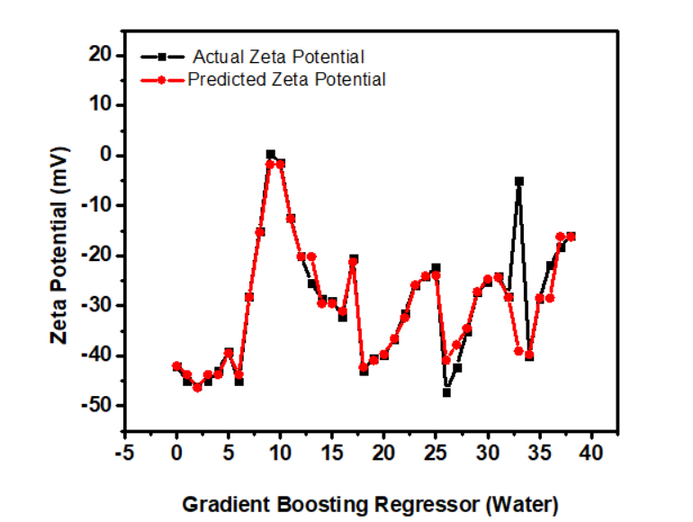 Actual Zeta Potential
Predicted Zeta Potential
Zeta Potential (mV)
20
10
0
-10
-20
-30
-40
-50
-5 0 5 10 15 20 25 30 35 40
Gradient Boosting Regressor (Water)